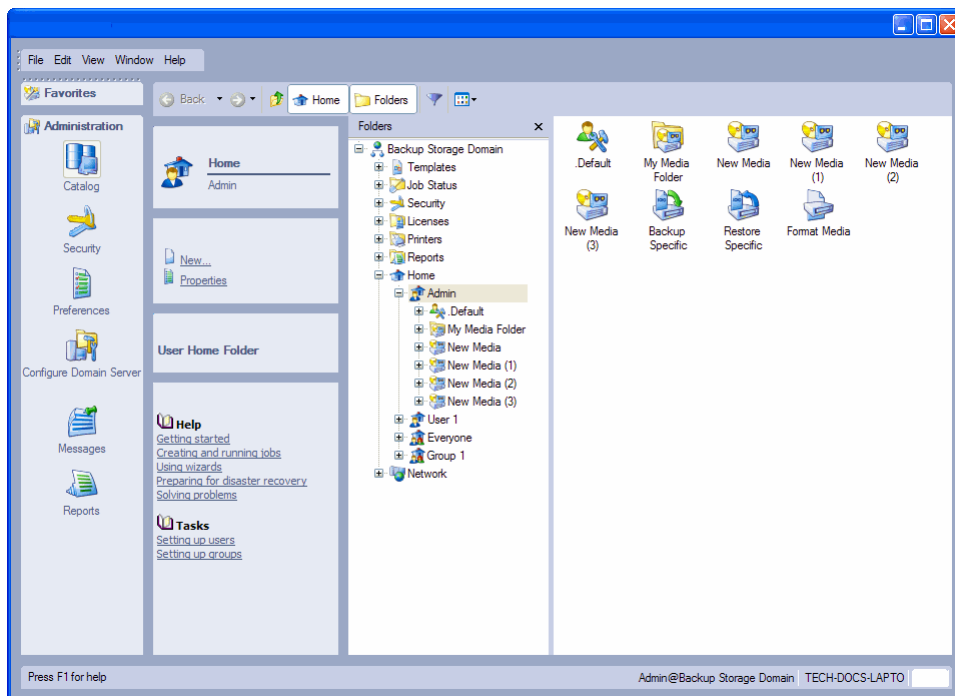 File Edit View Window Help
Favorites
Administration
Catalog
Security
Preferences
Configure Domain Server
Messages
Reports
Back
Home
Folders
Home
Admin
New...
Properties
User Home Folder
Help
Getting started
Creating and running jobs
Using wizards
Preparing for disaster recovery
Solving problems
Tasks
Setting up users
Setting up groups
Folders
Backup Storage Domain
Templates
Job Status
Security
Licenses
Printers
Reports
Home
Admin
.Default
My Media Folder
New Media
New Media (1)
New Media (2)
New Media (3)
User 1
Everyone
Group 1
Network
.Default
My Media
Folder
New Media
New Media
(1)
New Media
(2)
New Media
(3)
Backup
Specific
Restore
Specific
Format Media
Press F1 for help
Admin@Backup Storage Domain
TECH-DOCS-LAPTO